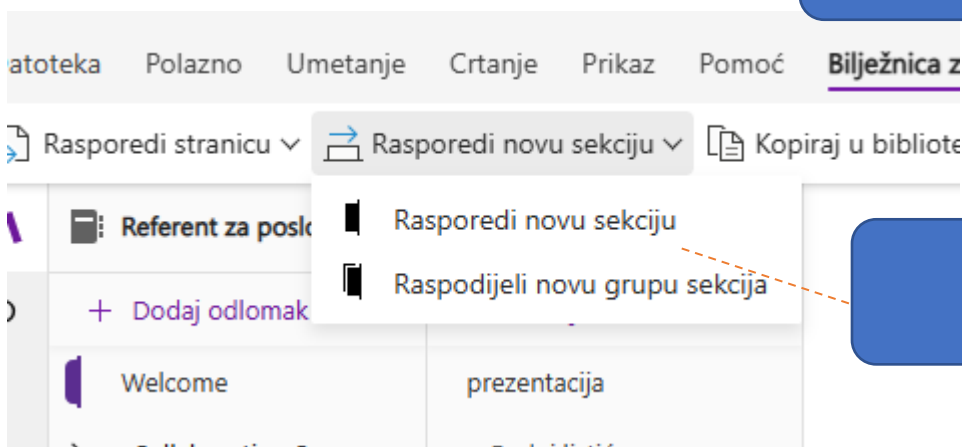 atoteka Polazno Umetanje Crtanje Prikaz Pomoć Bilježnica z
Rasporedi stranicu Rasporedi novu sekciju Kopiraj u bibliote
Referent za poslo
Rasporedi novu sekciju
Raspodijeli novu grupu sekcija
+ Dodaj odlomak
Welcome prezentacija